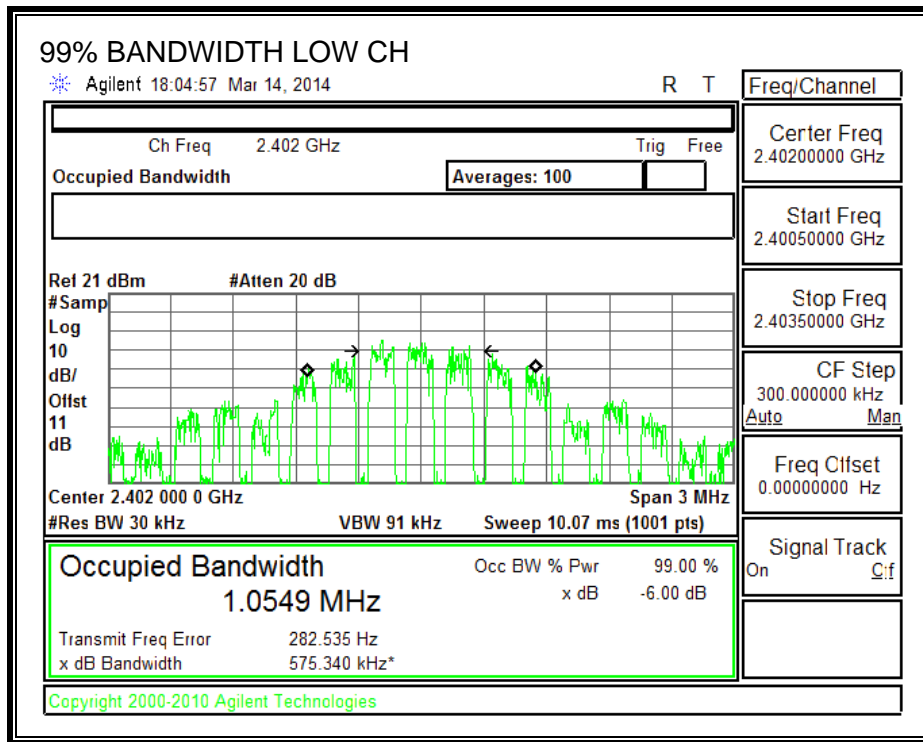 99% BANDWIDTH LOW CH
Agilent 18:04:57 Mar 14, 2014 R T
Freq/Channel
Ch Freq 2.402 GHz Trig Free
Occupied Bandwidth Averages: 100
Center Freq
2.40200000 GHz
Start Freq
2.40050000 GHz
Stop Freq
2.40350000 GHz
CF Step
300.000000 kHz
Auto Man
Freq Offset
0.00000000 Hz
Signal Track
On Off
Ref 21 dBm #Atten 20 dB
#Samp
Log
10
dB/
Offst
11
dB
Center 2.402 000 0 GHz Span 3 MHz
#Res BW 30 kHz VBW 91 kHz Sweep 10.07 ms (1001 pts)
Occupied Bandwidth
1.0549 MHz
Occ BW % Pwr 99.00 %
x dB -6.00 dB
Transmit Freq Error 282.535 Hz
x dB Bandwidth 575.340 kHz*
Copyright 2000-2010 Agilent Technologies